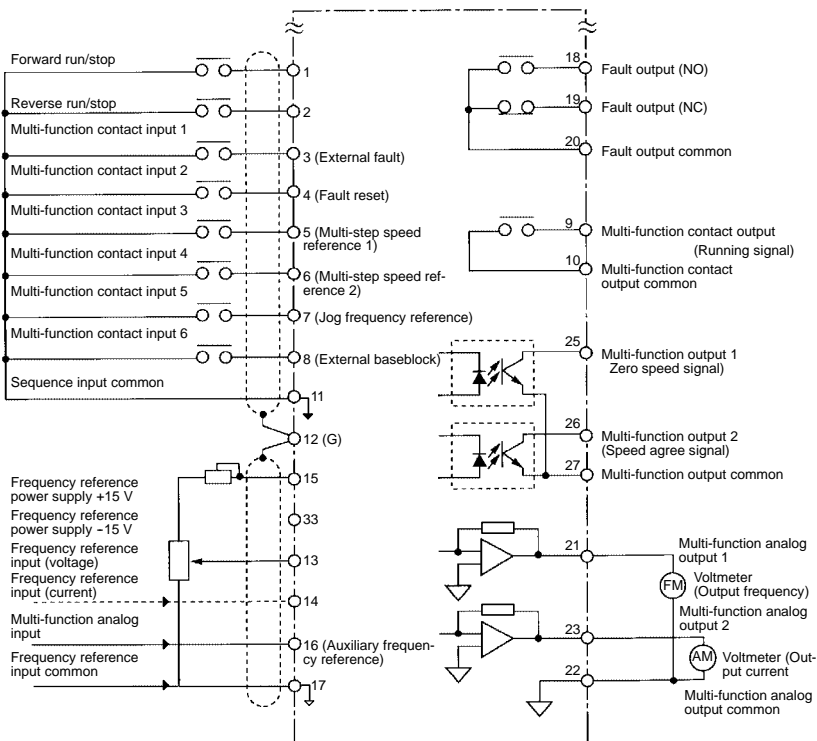 Forward run/stop
1
Reverse run/stop
2
Multi-function contact input 1
3 (External fault)
Multi-function contact input 2
4 (Fault reset)
Multi-function contact input 3
5 (Multi-step speed
reference 1)
Multi-function contact input 4
6 (Multi-step speed ref-
erence 2)
Multi-function contact input 5
7 (Jog frequency reference)
Multi-function contact input 6
8 (External baseblock)
Sequence input common
11
12 (G)
15
Frequency reference
power supply +15 V
33
Frequency reference
power supply −15 V
13
Frequency reference
input (voltage)
Frequency reference
input (current)
14
Multi-function analog
input
16 (Auxiliary frequen-
cy reference)
Frequency reference
input common
17
18
Fault output (NO)
19
Fault output (NC)
20
Fault output common
9
Multi-function contact output
(Running signal)
10
Multi-function contact
output common
25
Multi-function output 1
Zero speed signal)
26
Multi-function output 2
(Speed agree signal)
27
Multi-function output common
21
Multi-function analog
output 1
FM
Voltmeter
(Output frequency)
Multi-function analog
output 2
23
AM
Voltmeter (Out-
put current
22
Multi-function analog
output common